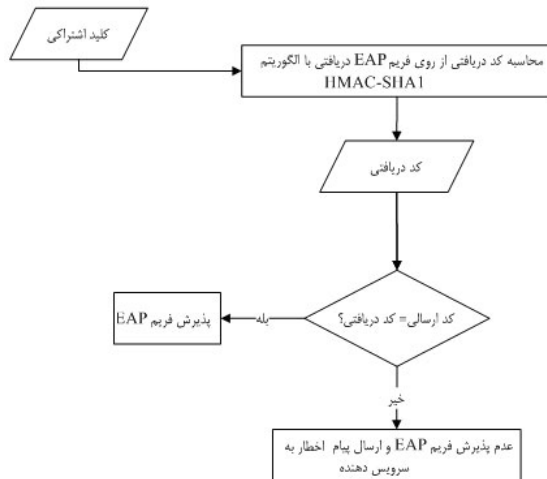 کلید اشتراکی
محاسبه کد دریافتی از روی فریم EAP دریافتی با الگوریتم
HMAC-SHA1
کد دریافتی
کد ارسالی= کد دریافتی؟
بله
پذیرش فریم EAP
خیر
عدم پذیرش فریم EAP و ارسال پیام اخطار به
سرویس دهنده